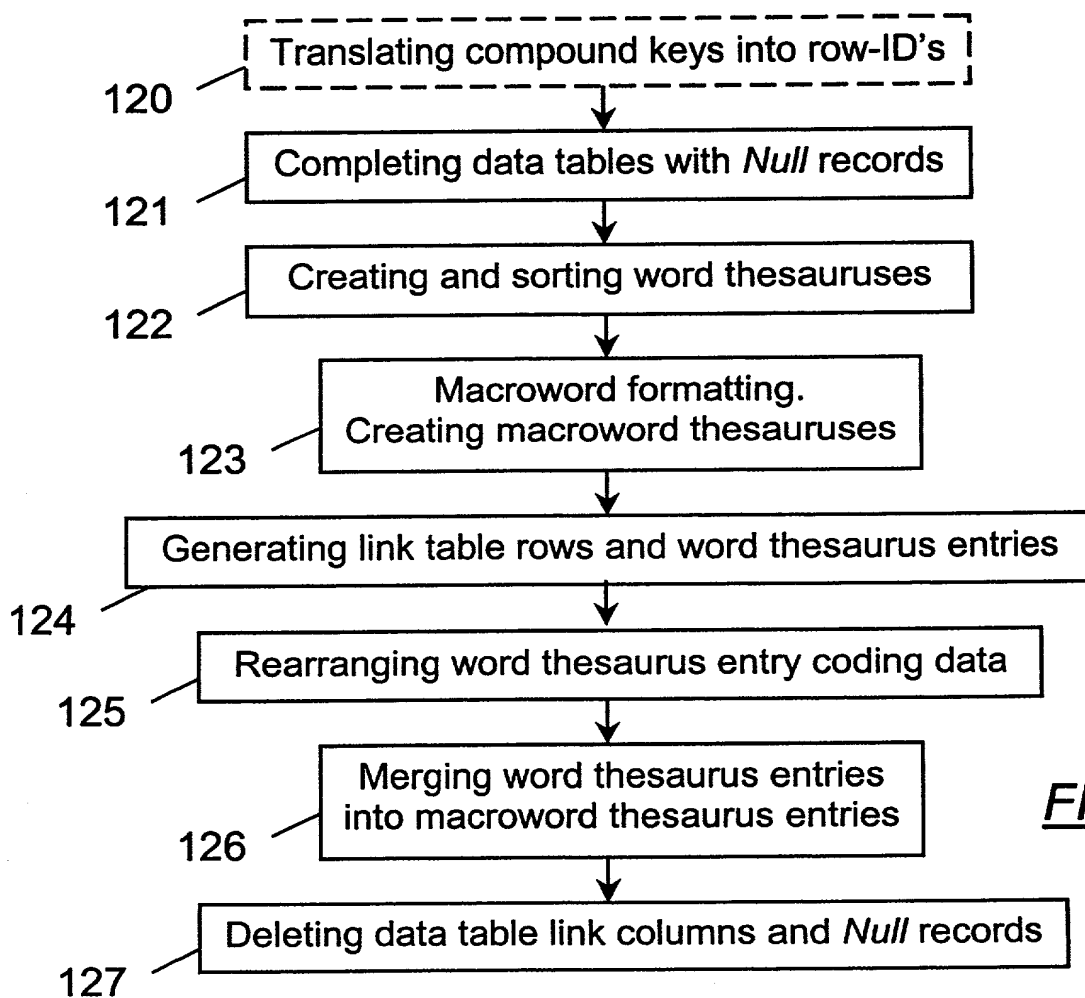 Translating compound keys into row-ID's
120
Completing data tables with Null records
121
Creating and sorting word thesauruses
122
Macroword formatting.
Creating macroword thesauruses
123
Generating link table rows and word thesaurus entries
124
Rearranging word thesaurus entry coding data
125
Merging word thesaurus entries
into macroword thesaurus entries
126
Deleting data table link columns and Null records
127